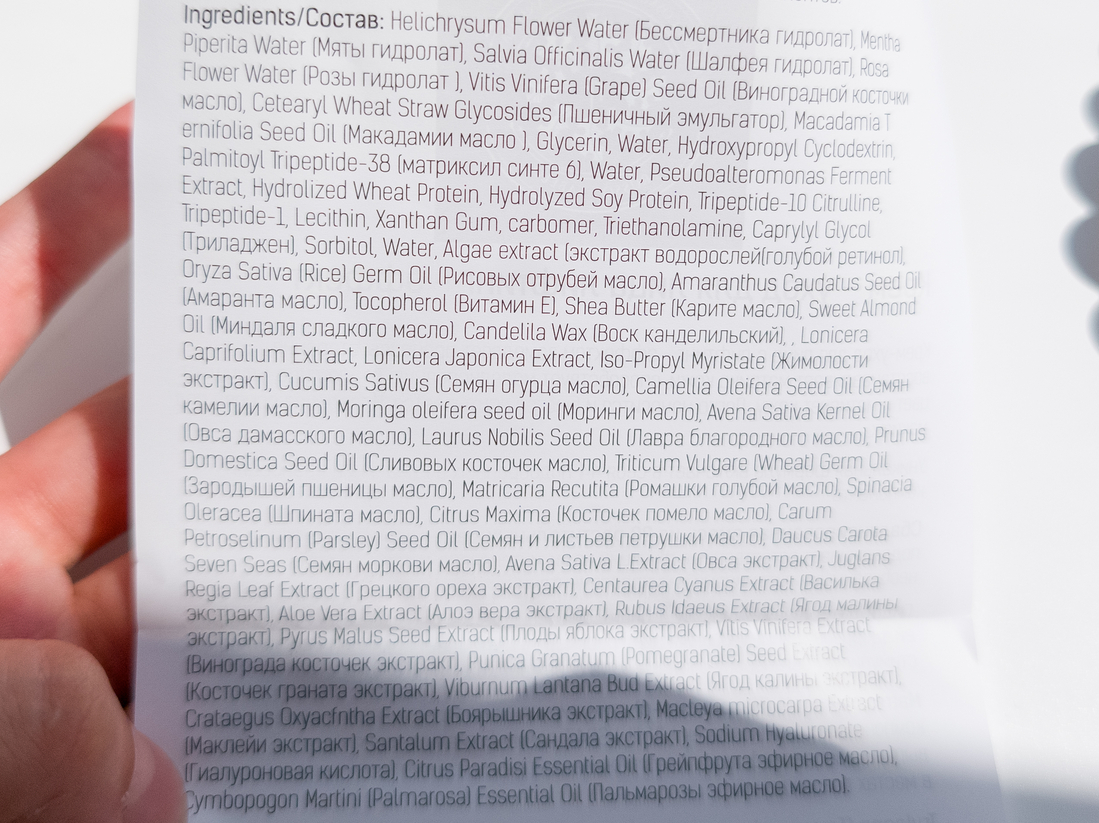 Ingredients/Состав: Helichrysum Flower Water (Бессмертника гидролат), Mentha
Piperita Water (Мяты гидролат), Salvia Officinalis Water (Шалфея гидролат), Rosa
Flower Water (Розы гидролат ), Vitis Vinifera (Grape) Seed Oil (Виноградной косточки
масло), Cetearyl Wheat Straw Glycosides (Пшеничный эмульгатор), Macadamia T
ernifolia Seed Oil (Макадамии масло ), Glycerin, Water, Hydroxypropyl Cyclodextrin,
Palmitoyl Tripeptide-38 (матриксил синте 6), Water, Pseudoalteromonas Ferment
Extract, Hydrolized Wheat Protein, Hydrolyzed Soy Protein, Tripeptide-10 Citrulline,
Tripeptide-1, Lecithin, Xanthan Gum, carbomer, Triethanolamine, Caprylyl Glycol
(Триладжен), Sorbitol, Water, Algae extract (экстракт водорослей(голубой ретинол),
Oryza Sativa (Rice) Germ Oil (Рисовых отрубей масло), Amaranthus Caudatus Seed Oil
(Амаранта масло), Tocopherol (Витамин Е), Shea Butter (Карите масло), Sweet Almond
Oil (Миндаля сладкого масло), Candelila Wax (Воск канделильский), , Lonicera
Caprifolium Extract, Lonicera Japonica Extract, Iso-Propyl Myristate (Жимолости
экстракт), Cucumis Sativus (Семян огурца масло), Camellia Oleifera Seed Oil (Семян
камелии масло), Moringa oleifera seed oil (Моринги масло), Avena Sativa Kernel Oil
(Овса дамасского масло), Laurus Nobilis Seed Oil (Лавра благородного масло), Prunus
Domestica Seed Oil (Сливовых косточек масло), Triticum Vulgare (Wheat) Germ Oil
(Зародышей пшеницы масло), Matricaria Recutita (Ромашки голубой масло), Spinacia
Oleracea (Шпината масло), Citrus Maxima (Косточек помело масло), Carum
Petroselinum (Parsley) Seed Oil (Семян и листьев петрушки масло), Daucus Carota
Seven Seas (Семян моркови масло), Avena Sativa L.Extract (Овса экстракт), Juglans
Regia Leaf Extract (Грецкого ореха экстракт), Centaurea Cyanus Extract (Василька
экстракт), Aloe Vera Extract (Алоэ вера экстракт), Rubus Idaeus Extract (Ягод малины
экстракт), Pyrus Malus Seed Extract (Плоды яблока экстракт), Vitis Vinifera Extract
(Винограда косточек экстракт), Punica Granatum (Pomegranate) Seed Extract
(Косточек граната экстракт), Viburnum Lantana Bud Extract (Ягод калины экстракт),
Crataegus Oxyacfntha Extract (Боярышника экстракт), Macleya microcarpa Extract
(Маклейи экстракт), Santalum Extract (Сандала экстракт), Sodium Hyaluronate
(Гиалуроновая кислота), Citrus Paradisi Essential Oil (Грейпфрута эфирное масло),
Cymbopogon Martini (Palmarosa) Essential Oil (Пальмарозы эфирное масло).